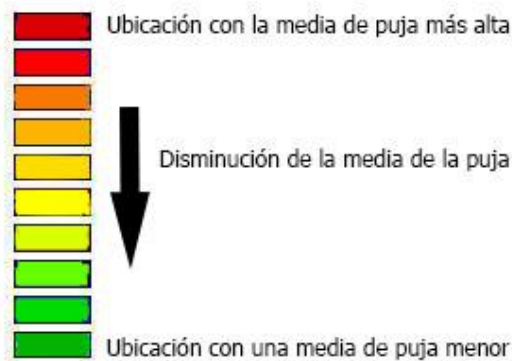 Ubicación con la media de puja más alta
Disminución de la media de la puja
Ubicación con una media de puja menor